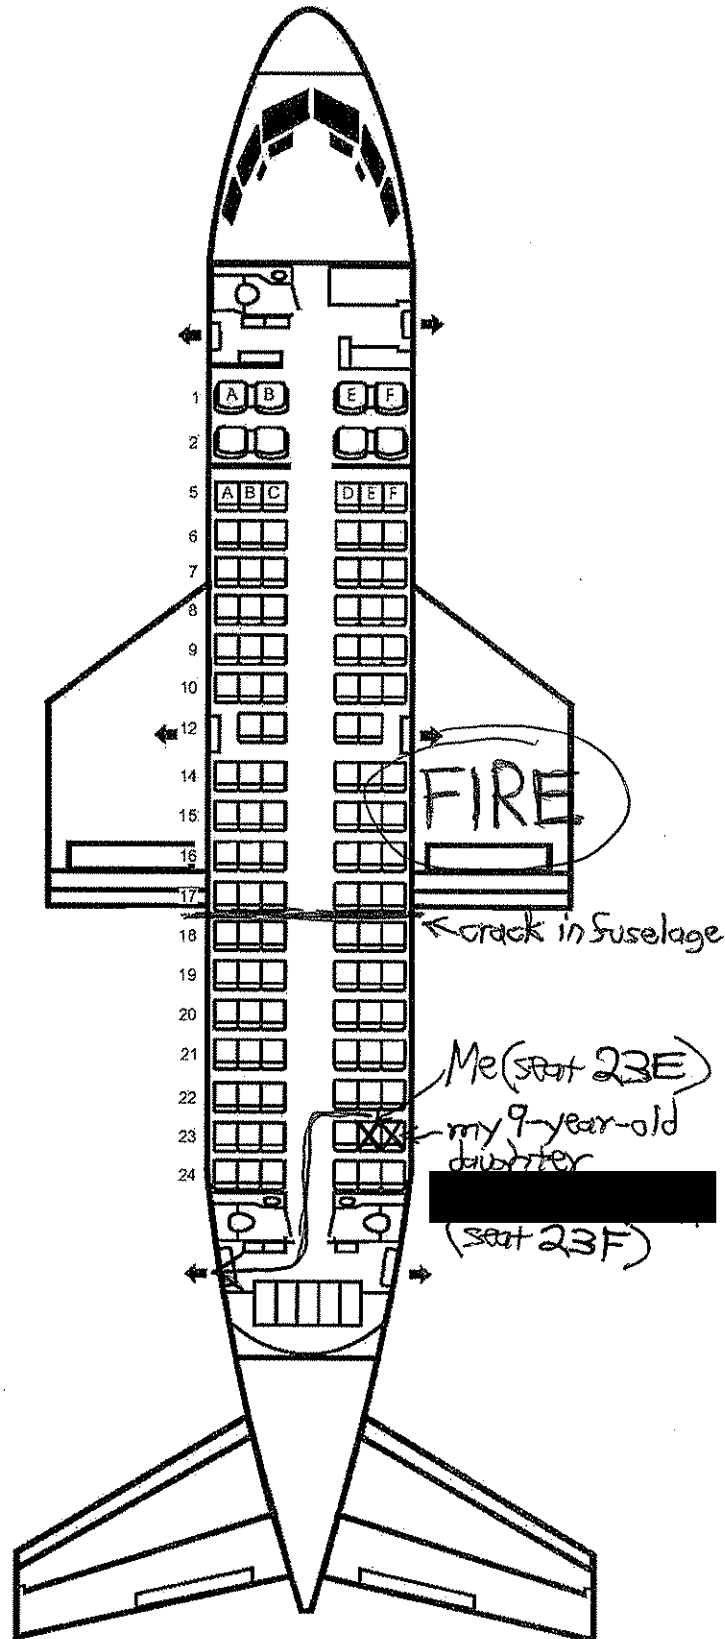 1 A B E F
2
5 A B C D E F
6
7
8
9
10
12
14
FIRE
15
16
17
18
← crack in fuselage
19
20
21
Me (seat 23E)
22
23
my 9-year-old
daughter
24
(seat 23F)